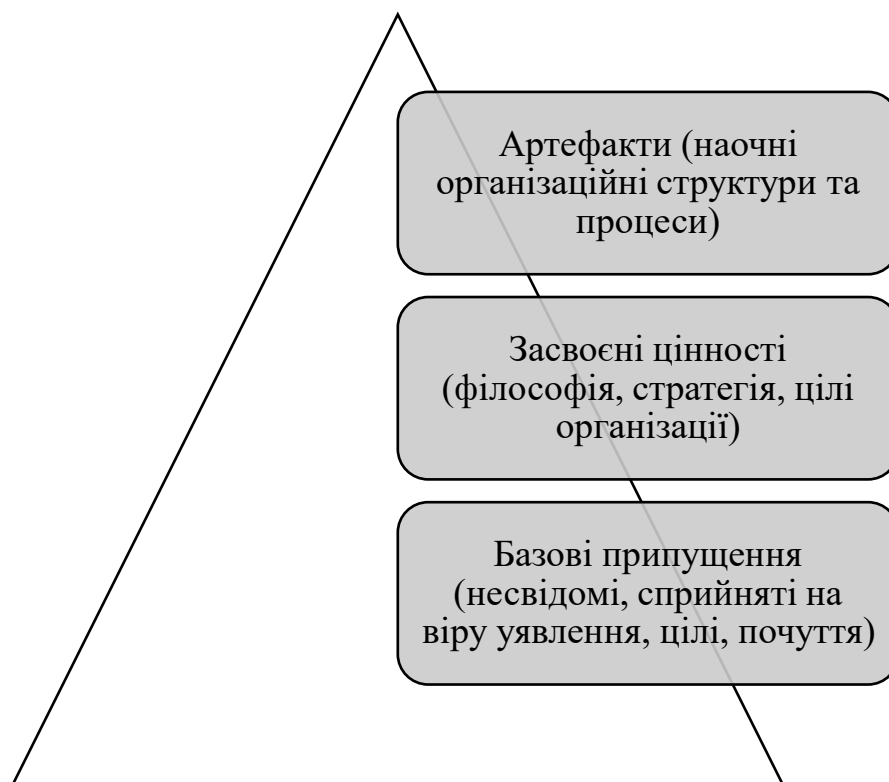 Артефакти (наочні
організаційні структури та
процеси)
Засвоєні цінності
(філософія, стратегія, цілі
організації)
Базові припущення
(несвідомі, сприйняті на
віру уявлення, цілі, почуття)